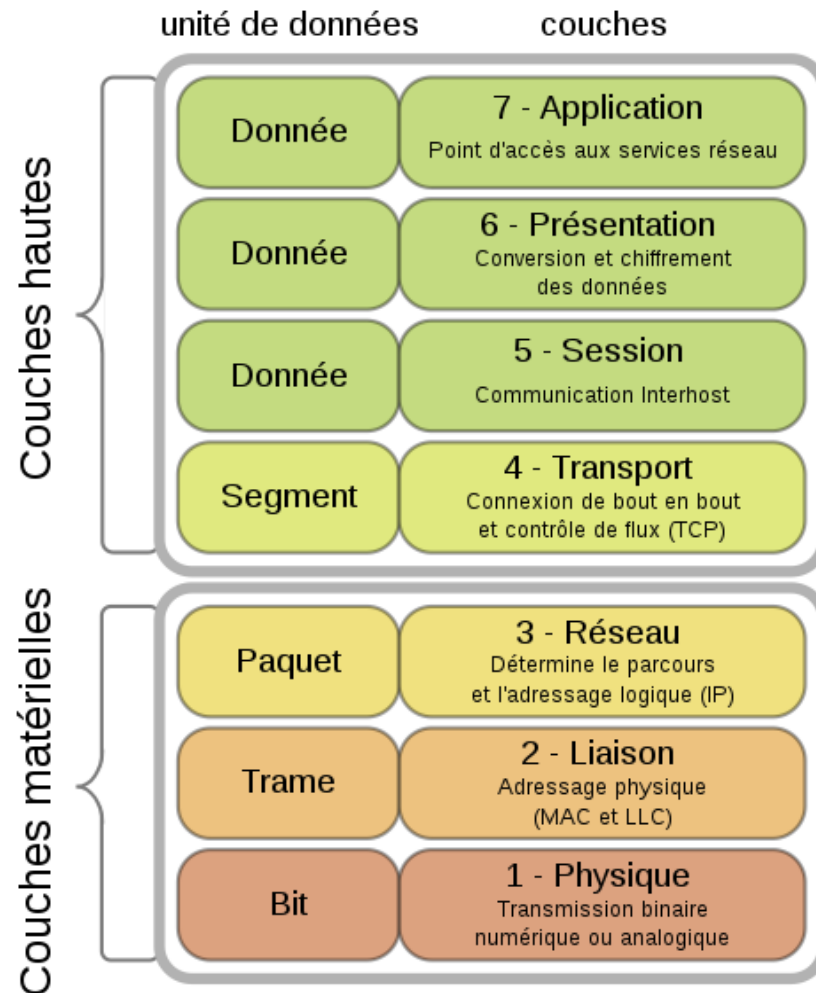 unité de données
couches
Couches hautes
Donnée
7 - Application
Point d'accès aux services réseau
Donnée
6 - Présentation
Conversion et chiffrement
des données
Donnée
5 - Session
Communication Interhost
Segment
4 - Transport
Connexion de bout en bout
et contrôle de flux (TCP)
Couches matérielles
Paquet
3 - Réseau
Détermine le parcours
et l'adressage logique (IP)
Trame
2 - Liaison
Adressage physique
(MAC et LLC)
Bit
1 - Physique
Transmission binaire
numérique ou analogique